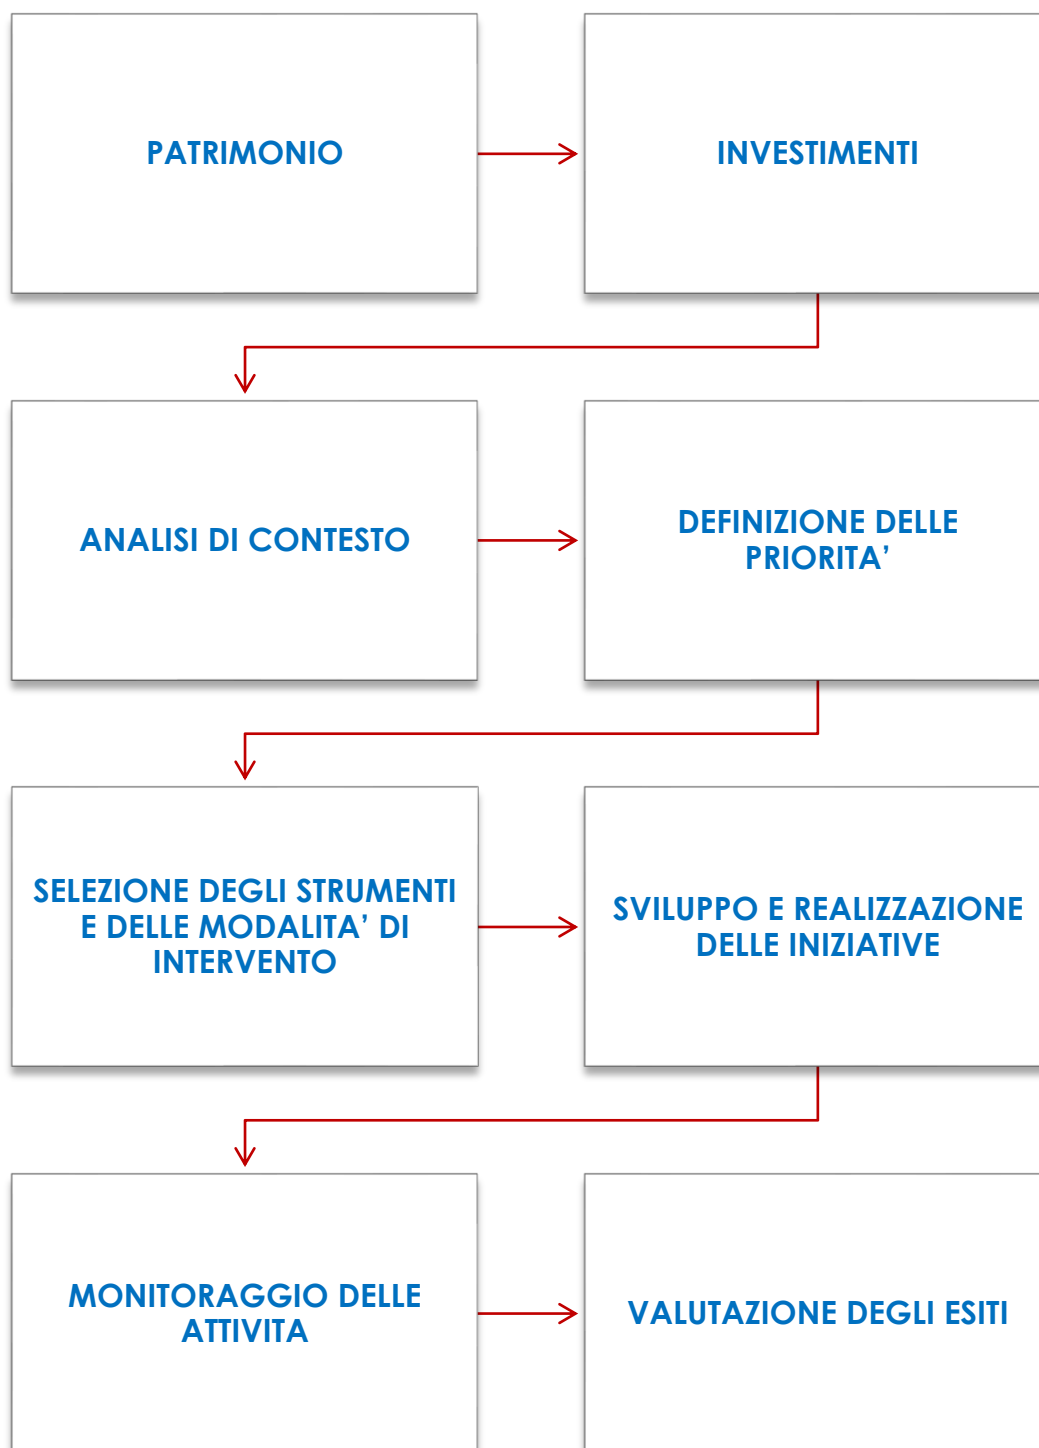 PATRIMONIO
INVESTIMENTI
ANALISI DI CONTESTO
DEFINIZIONE DELLE
PRIORITA’
SELEZIONE DEGLI STRUMENTI
E DELLE MODALITA’ DI
INTERVENTO
SVILUPPO E REALIZZAZIONE
DELLE INIZIATIVE
MONITORAGGIO DELLE
ATTIVITA
VALUTAZIONE DEGLI ESITI